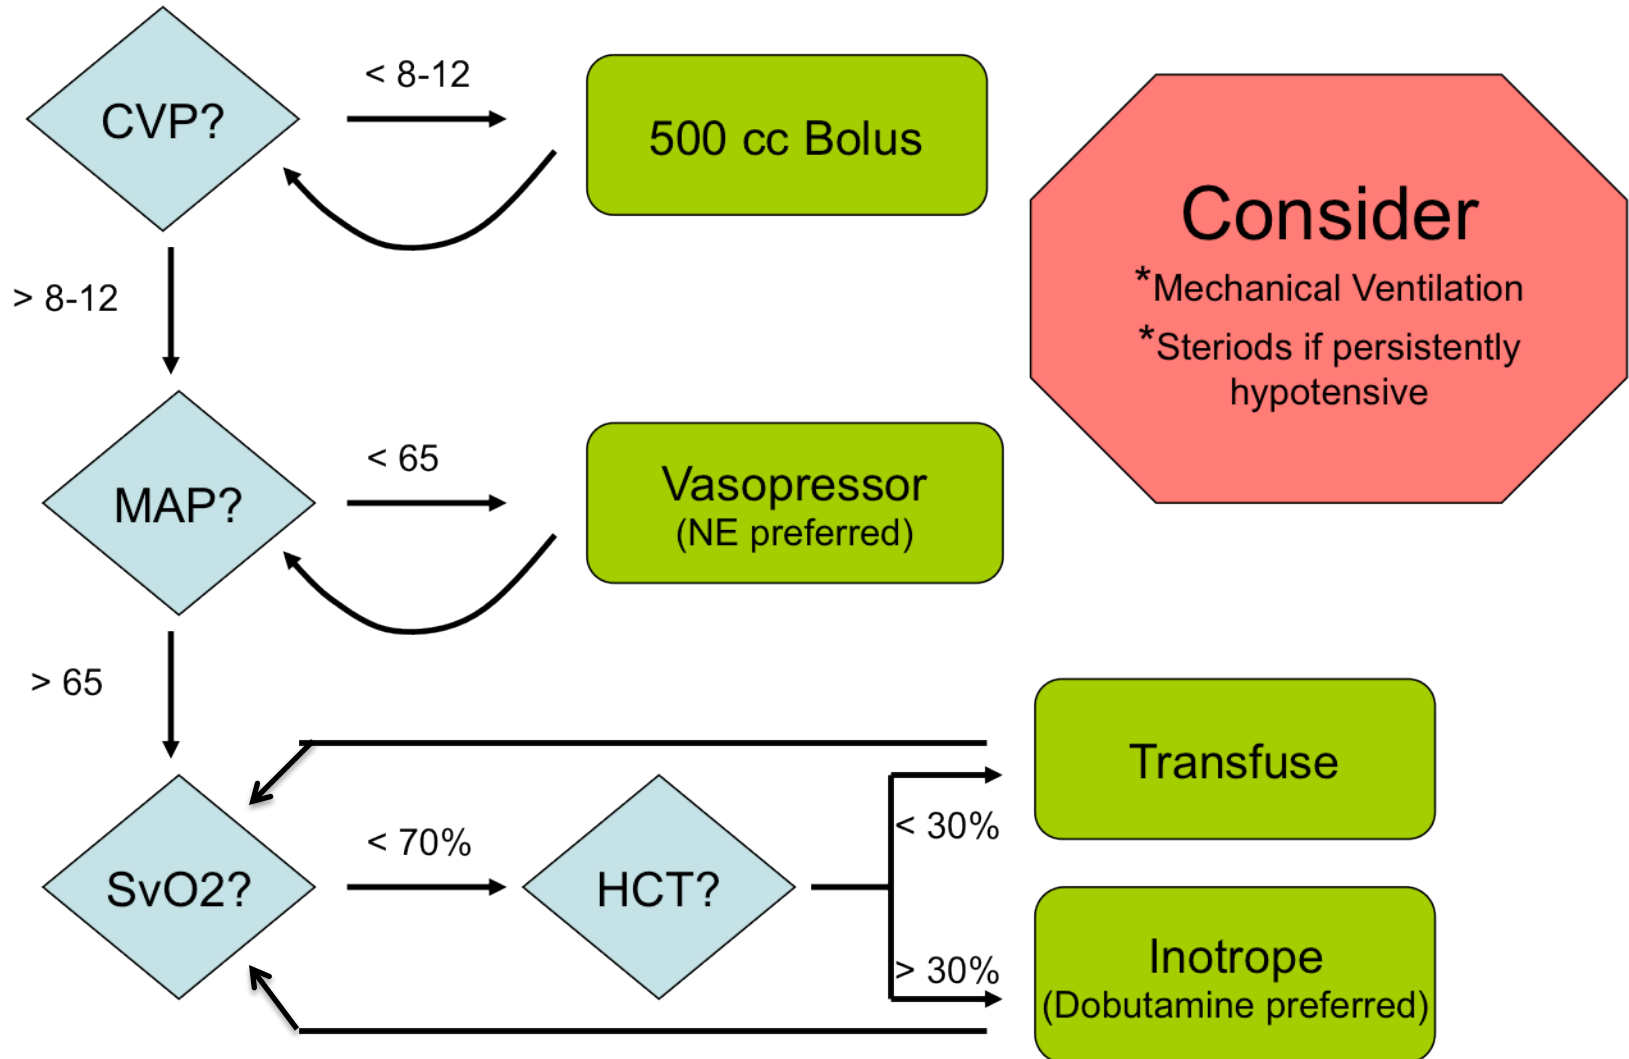 CVP?
< 8-12
500 cc Bolus
> 8-12
Consider
*Mechanical Ventilation
*Steriods if persistently
hypotensive
MAP?
< 65
Vasopressor
(NE preferred)
> 65
SvO2?
< 70%
HCT?
< 30%
Transfuse
> 30%
Inotrope
(Dobutamine preferred)